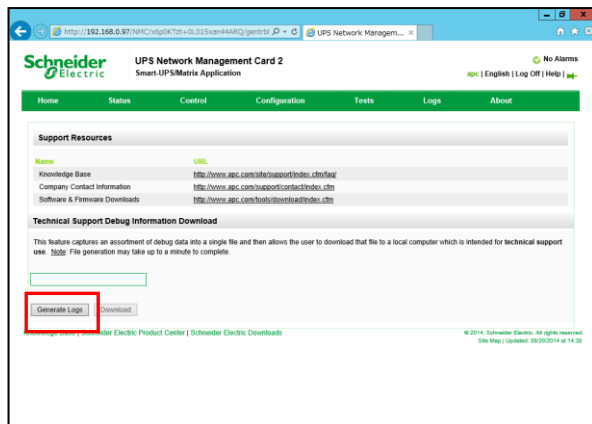 http://192.168.0.97/NMC/x6p0KTzt+0L01Sxan44ARQ/gentrbl
UPS Network Managem...
Schneider Electric
UPS Network Management Card 2
Smart-UPS/Matrix Application
No Alarms
apc | English | Log Off | Help |
Home Status Control Configuration Tests Logs About
Support Resources
Name URL
Knowledge Base http://www.apc.com/site/support/index.cfm/faq/
Company Contact Information http://www.apc.com/support/contact/index.cfm
Software & Firmware Downloads http://www.apc.com/tools/download/index.cfm
Technical Support Debug Information Download
This feature captures an assortment of debug data into a single file and then allows the user to download that file to a local computer which is intended for technical support
use. Note: File generation may take up to a minute to complete.
Generate Logs Download
Knowledge Base | Schneider Electric Product Center | Schneider Electric Downloads
© 2014, Schneider Electric. All rights reserved.
Site Map | Updated: 08/20/2014 at 14:38